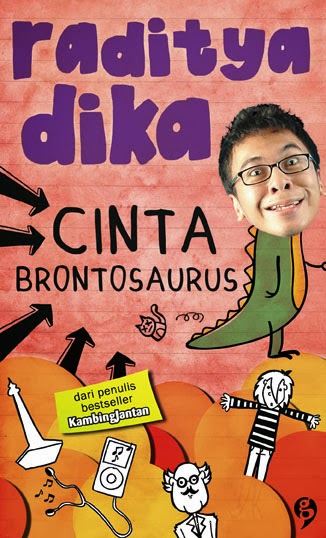 raditya
dika
CINTA
BRONTOSAURUS
dari penulis
bestseller
KambingJantan
g